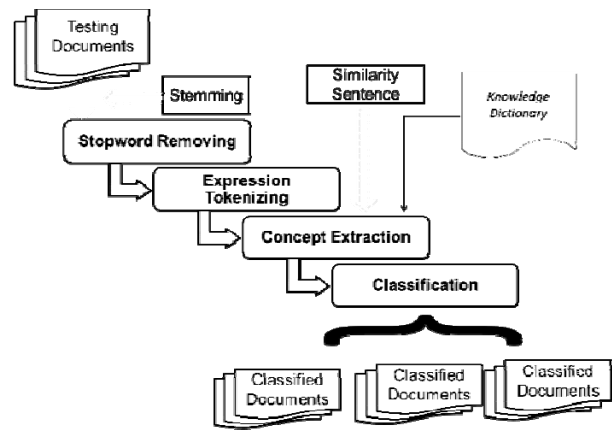 Testing
Documents
Stemming
Similarity
Sentence
Knowledge
Dictionary
Stopword Removing
Expression
Tokenizing
Concept Extraction
Classification
Classified
Documents
Classified
Documents
Classified
Documents